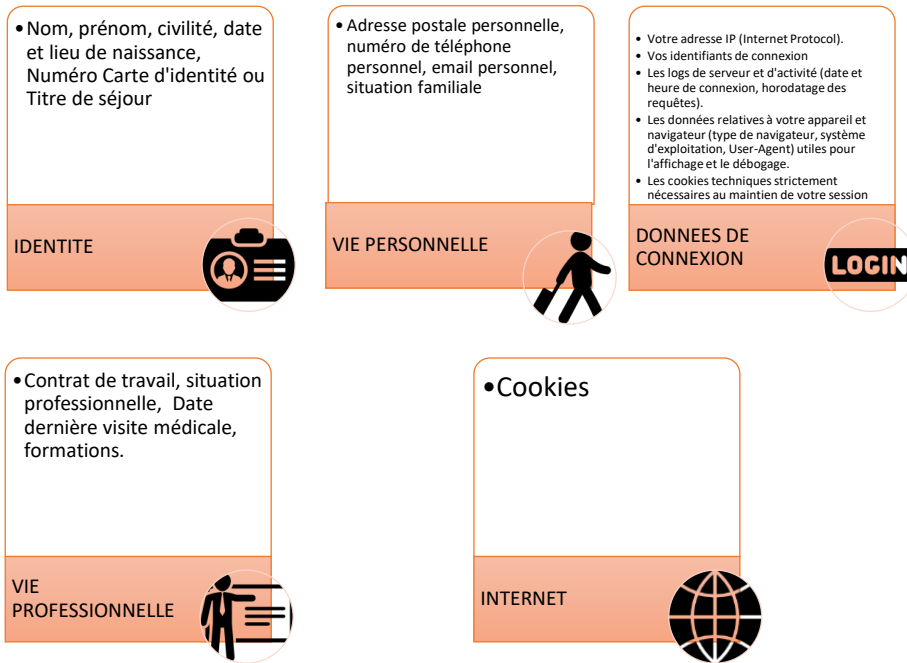 •Nom, prénom, civilité, date
et lieu de naissance,
Numéro Carte d'identité ou
Titre de séjour
IDENTITE
•Adresse postale personnelle,
numéro de téléphone
personnel, email personnel,
situation familiale
VIE PERSONNELLE
• Votre adresse IP (Internet Protocol).
• Vos identifiants de connexion
• Les logs de serveur et d'activité (date et
heure de connexion, horodatage des
requêtes).
• Les données relatives à votre appareil et
navigateur (type de navigateur, système
d'exploitation, User-Agent) utiles pour
l'affichage et le débogage.
• Les cookies techniques strictement
nécessaires au maintien de votre session
DONNEES DE
CONNEXION
LOGIN
•Contrat de travail, situation
professionnelle, Date
dernière visite médicale,
formations.
VIE
PROFESSIONNELLE
•Cookies
INTERNET